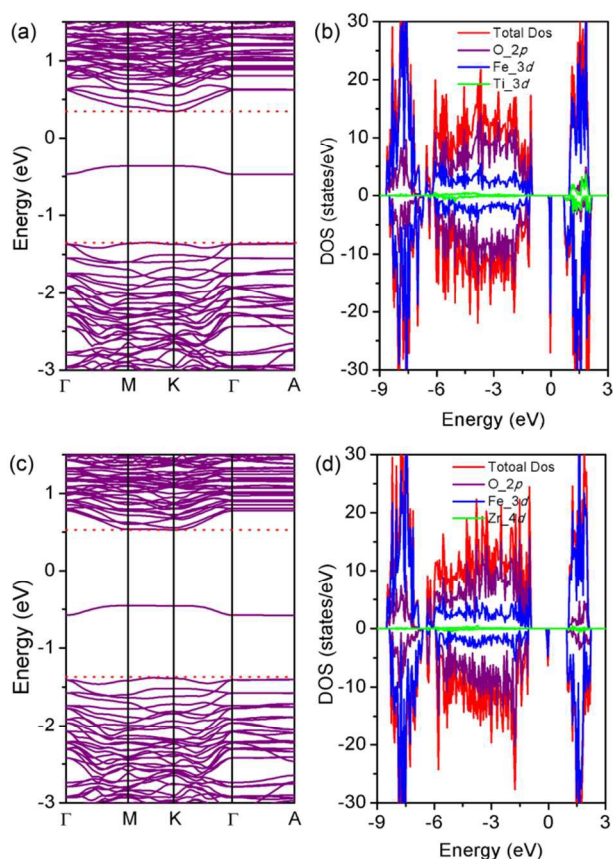 (a)
Energy (eV)
1
0
-1
-2
-3
Γ M K Γ A
(b)
Totoal Dos
O_2p
Fe_3d
Ti_3d
DOS (states/eV)
30
20
10
0
-10
-20
-30
-9 -6 -3 0 3
Energy (eV)
(c)
Energy (eV)
1
0
-1
-2
-3
Γ M K Γ A
(d)
Totoal Dos
O_2p
Fe_3d
Zr_4d
DOS (states/eV)
30
20
10
0
-10
-20
-30
-9 -6 -3 0 3
Energy (eV)